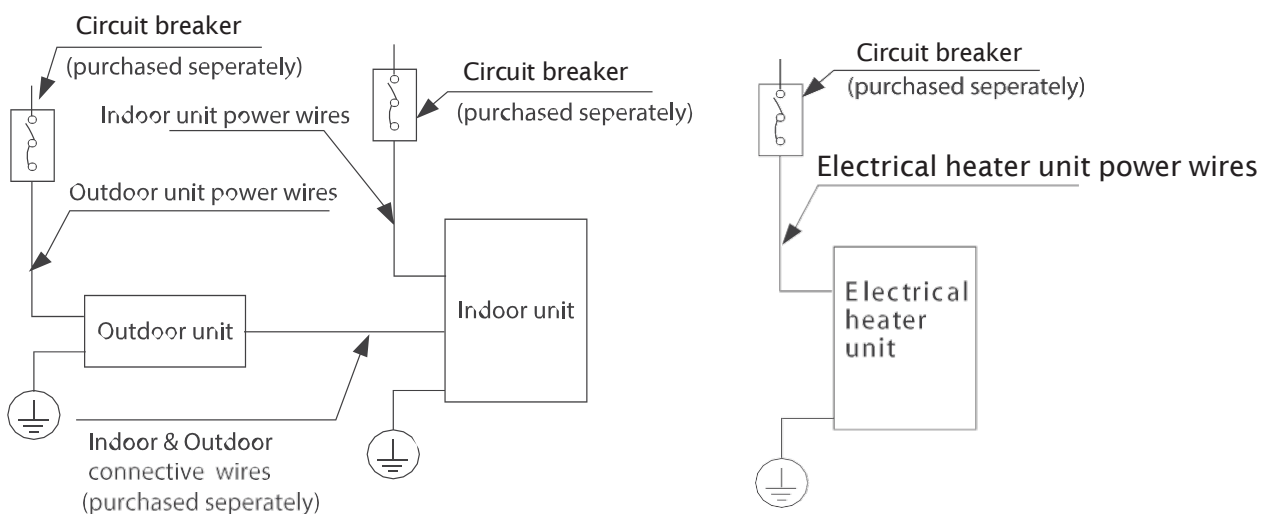 Circuit breaker
(purchased seperately)
Circuit breaker
(purchased seperately)
Indoor unit power wires
Outdoor unit power wires
Outdoor unit
Indoor unit
Indoor & Outdoor
connective wires
(purchased seperately)
Circuit breaker
(purchased seperately)
Electrical heater unit power wires
Electrical
heater
unit